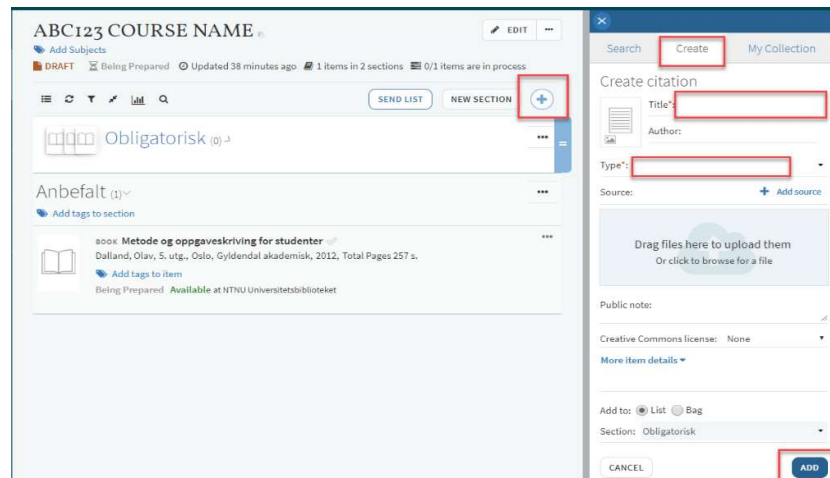 ABC123 COURSE NAME
EDIT
Add Subjects
DRAFT Being Prepared Updated 38 minutes ago 1 items in 2 sections 0/1 items are in process
SEND LIST NEW SECTION
Obligatorisk (0)
Anbefalt (1)
Add tags to section
BOOK Metode og oppgaveskriving for studenter
Dalland, Olav, 5. utg., Oslo, Gyldendal akademisk, 2012, Total Pages 257 s.
Add tags to item
Being Prepared Available at NTNU Universitetsbiblioteket
Search Create My Collection
Create citation
Title*:
Author:
Type*:
Source: + Add source
Drag files here to upload them
Or click to browse for a file
Public note:
Creative Commons license: None
More item details
Add to: List Bag
Section: Obligatorisk
CANCEL ADD